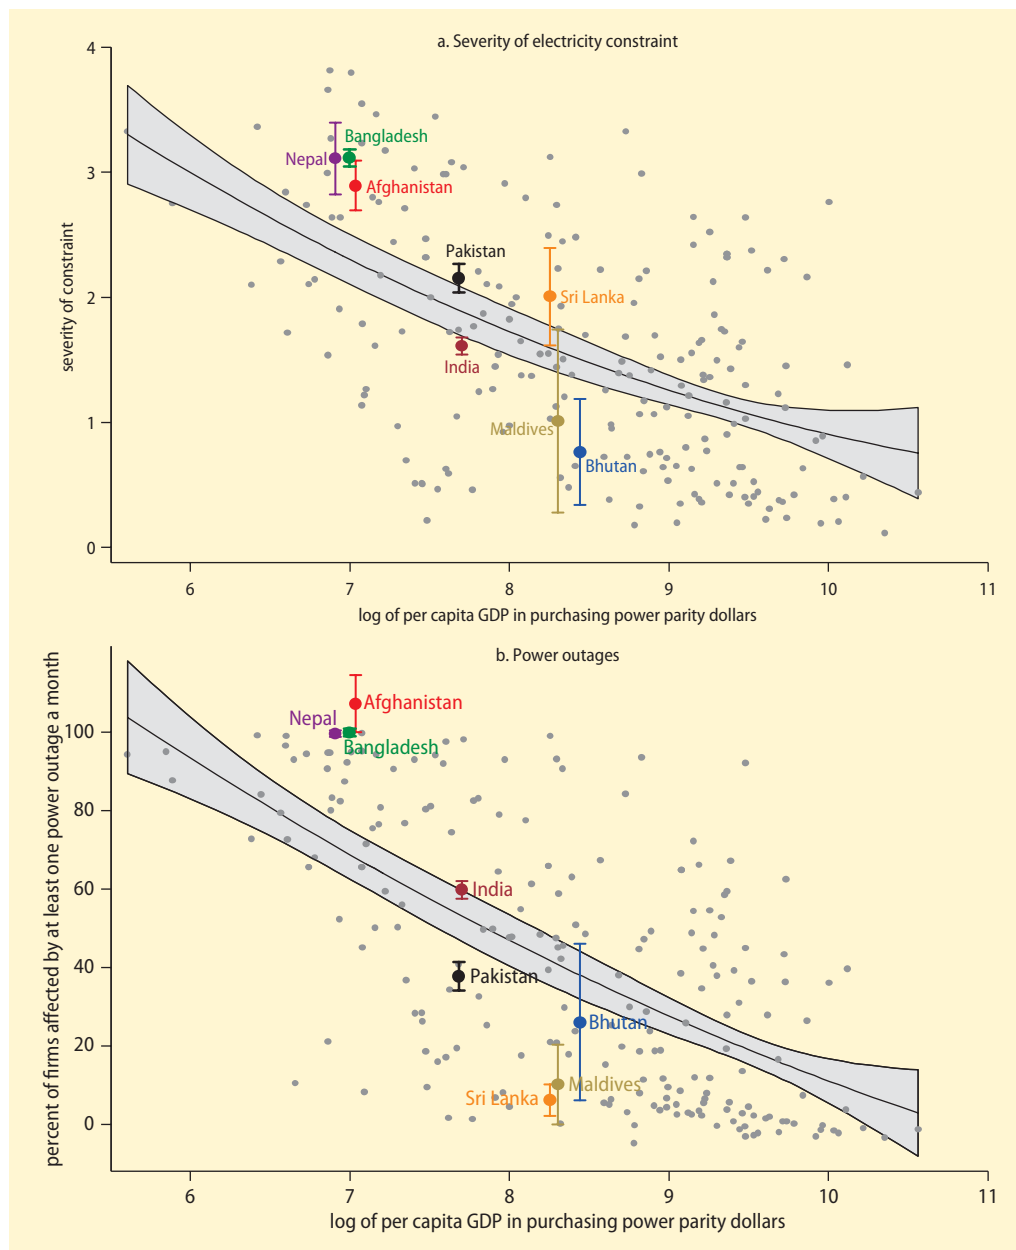 a. Severity of electricity constraint
4
3
2
1
0
severity of constraint
Bangladesh
Nepal
Afghanistan
Pakistan
Sri Lanka
India
Maldives
Bhutan
6 7 8 9 10 11
log of per capita GDP in purchasing power parity dollars
b. Power outages
percent of firms affected by at least one power outage a month
100
80
60
40
20
0
Afghanistan
Nepal
Bangladesh
India
Pakistan
Bhutan
Maldives
Sri Lanka
6 7 8 9 10 11
log of per capita GDP in purchasing power parity dollars